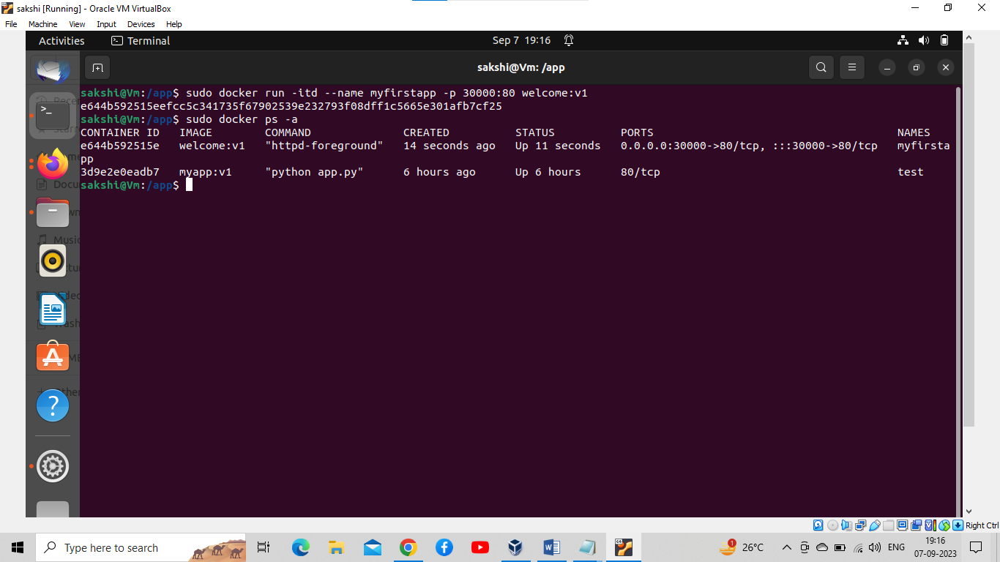 sakshi [Running] - Oracle VM VirtualBox
File Machine View Input Devices Help
Activities Terminal Sep 7 19:16
sakshi@Vm: /app
sakshi@Vm:/app$ sudo docker run -itd --name myfirstapp -p 30000:80 welcome:v1
e644b592515eefcc5c341735f67902539e232793f08dff1c5665e301afb7cf25
sakshi@Vm:/app$ sudo docker ps -a
CONTAINER ID IMAGE COMMAND CREATED STATUS PORTS NAMES
e644b592515e welcome:v1 "httpd-foreground" 14 seconds ago Up 11 seconds 0.0.0.0:30000->80/tcp, :::30000->80/tcp myfirsta
pp
3d9e2e0eadb7 myapp:v1 "python app.py" 6 hours ago Up 6 hours 80/tcp test
sakshi@Vm:/app$
Right Ctrl
Type here to search
26°C
ENG
19:16
07-09-2023